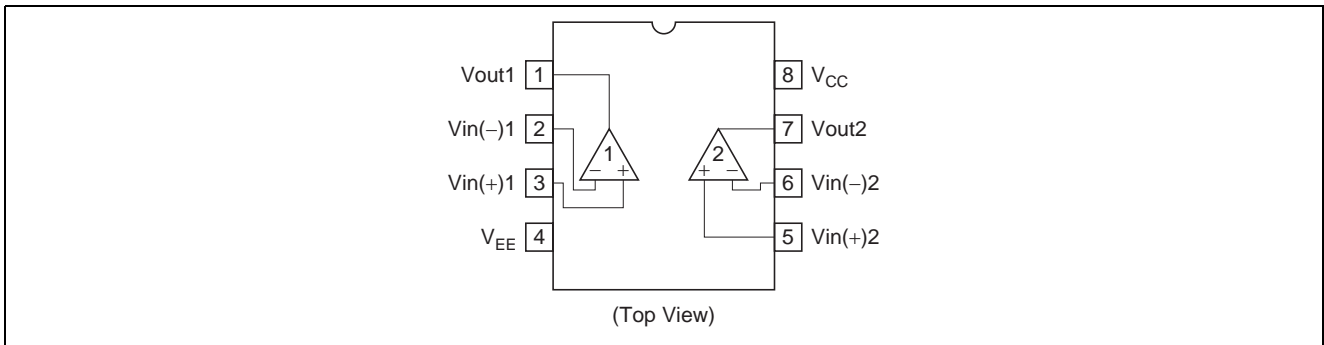 Vout1 1
Vin(−)1 2
Vin(+)1 3
VEE 4
1
− +
2
+ −
8 VCC
7 Vout2
6 Vin(−)2
5 Vin(+)2
(Top View)